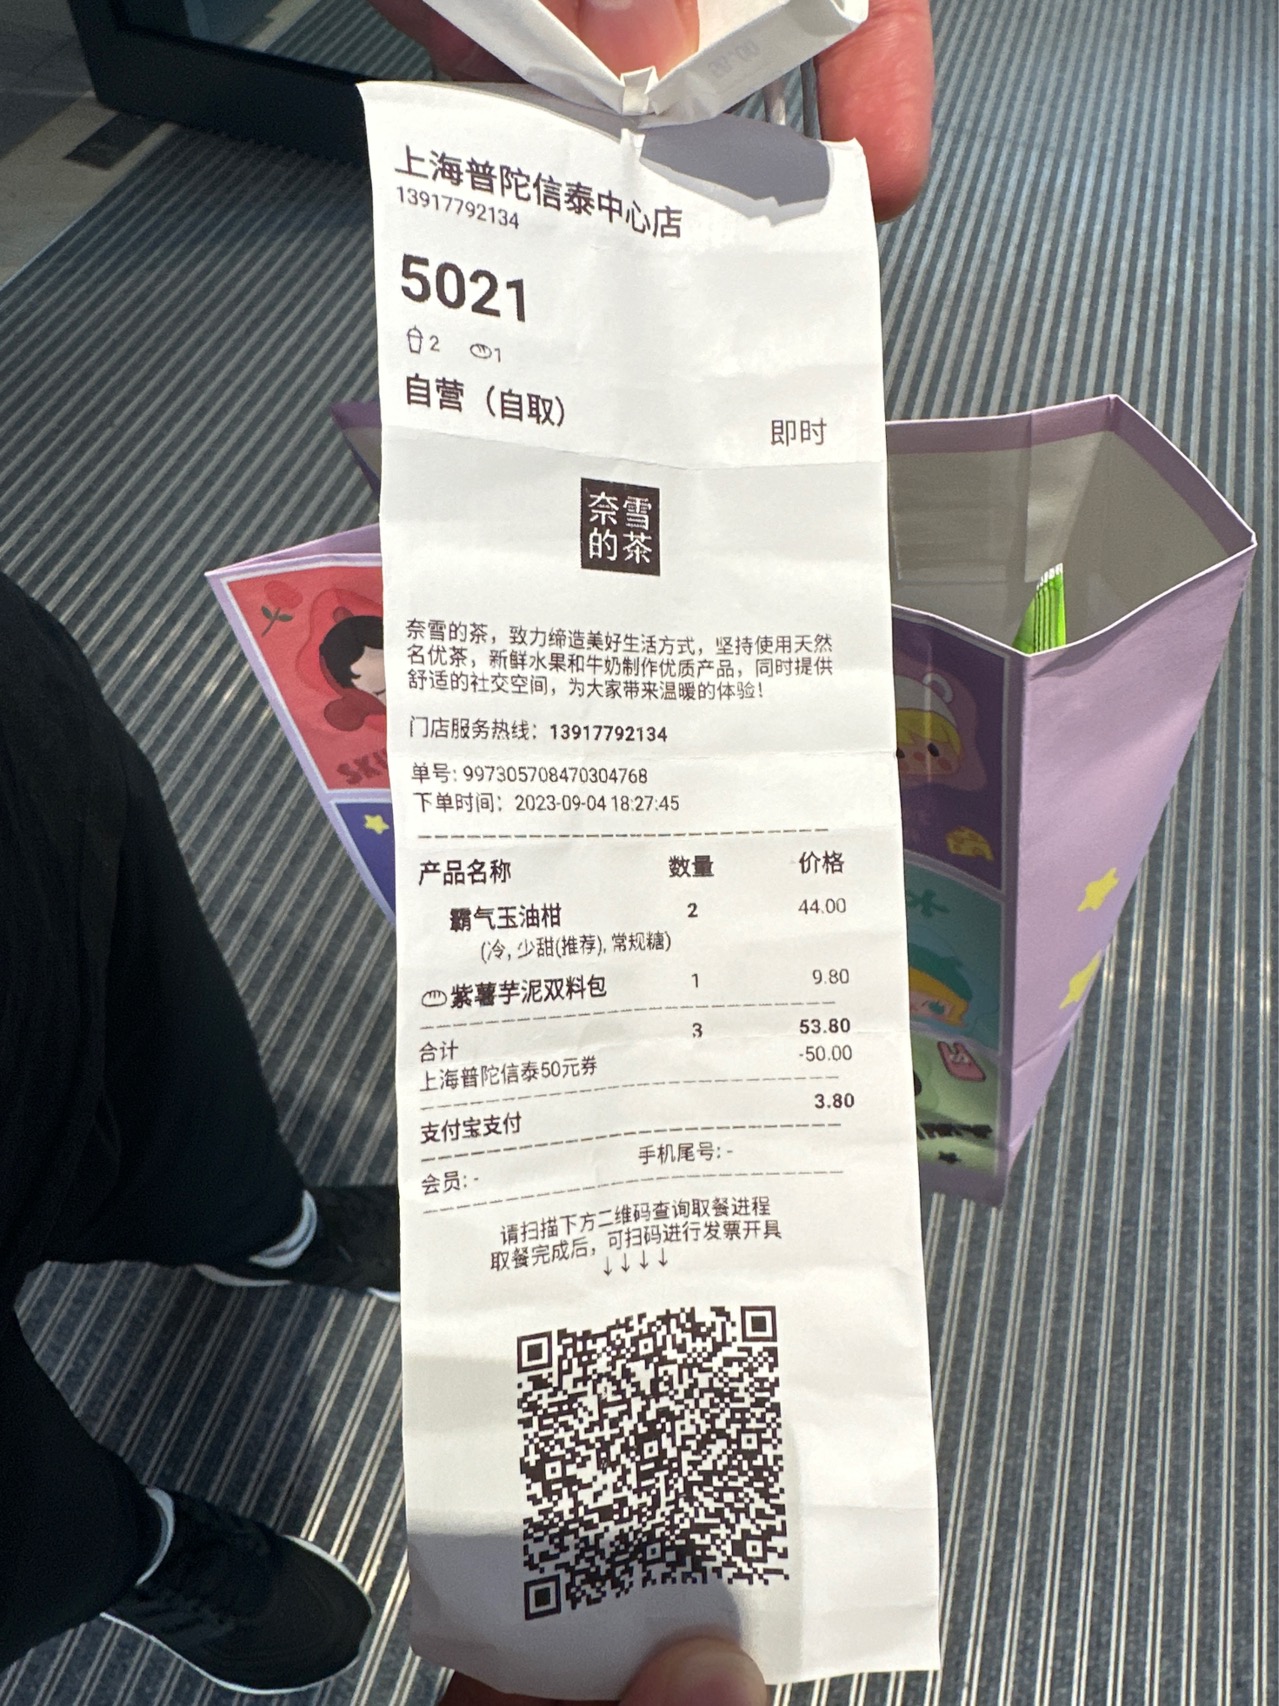 上海普陀信泰中心店
13917792134
5021
2 1
自营（自取）
即时
奈雪
的茶
奈雪的茶，致力缔造美好生活方式，坚持使用天然
名优茶，新鲜水果和牛奶制作优质产品，同时提供
舒适的社交空间，为大家带来温暖的体验！
门店服务热线：13917792134
单号: 997305708470304768
下单时间：2023-09-04 18:27:45
产品名称 数量 价格
霸气玉油柑 2 44.00
(冷, 少甜(推荐), 常规糖)
紫薯芋泥双料包 1 9.80
合计 3 53.80
上海普陀信泰50元券 -50.00
支付宝支付 3.80
会员: - 手机尾号: -
请扫描下方二维码查询取餐进程
取餐完成后，可扫码进行发票开具
↓↓↓↓